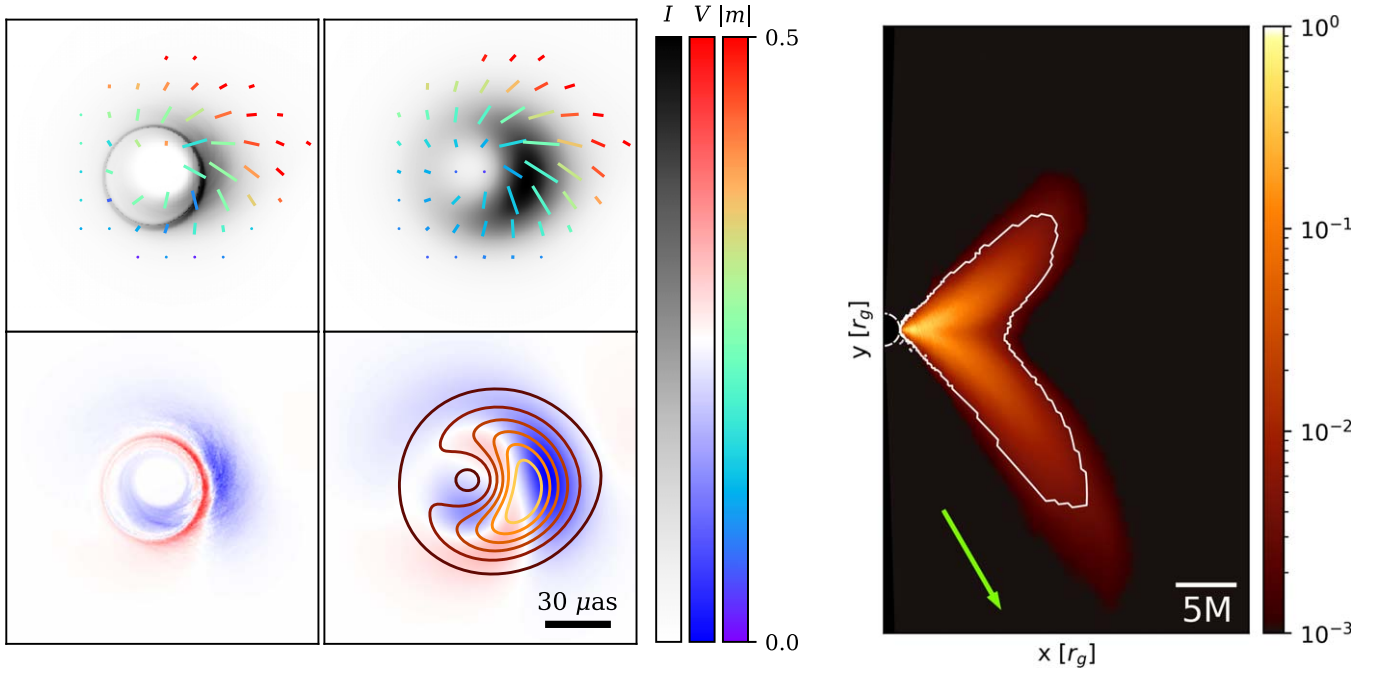 I V |m|
0.5
0.0
30 μas
y [r_g]
x [r_g]
5M
10^0
10^{-1}
10^{-2}
10^{-3}